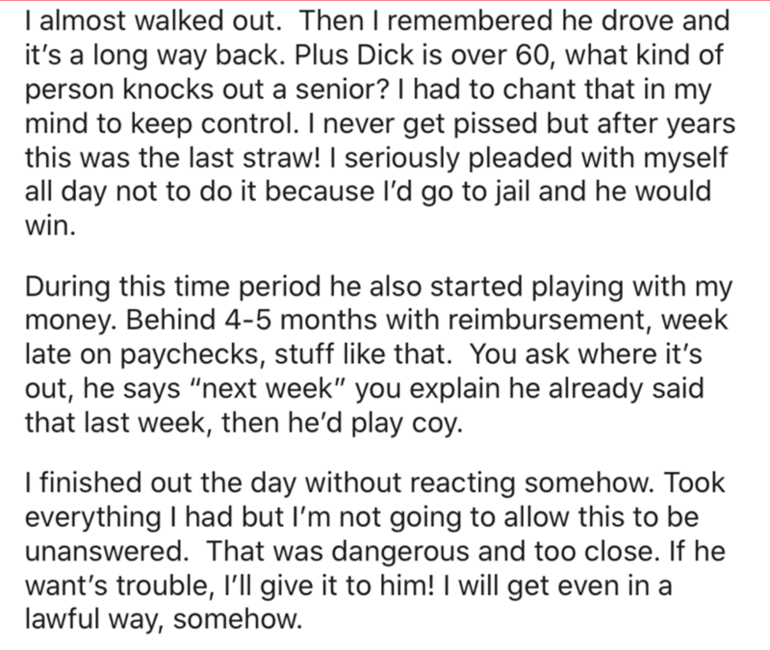 I almost walked out.  Then I remembered he drove and
it's a long way back. Plus Dick is over 60, what kind of
person knocks out a senior? I had to chant that in my
mind to keep control. I never get pissed but after years
this was the last straw! I seriously pleaded with myself
all day not to do it because I'd go to jail and he would
win.
During this time period he also started playing with my
money. Behind 4-5 months with reimbursement, week
late on paychecks, stuff like that.  You ask where it's
out, he says “next week” you explain he already said
that last week, then he'd play coy.
I finished out the day without reacting somehow. Took
everything I had but I'm not going to allow this to be
unanswered.  That was dangerous and too close. If he
want's trouble, I'll give it to him! I will get even in a
lawful way, somehow.